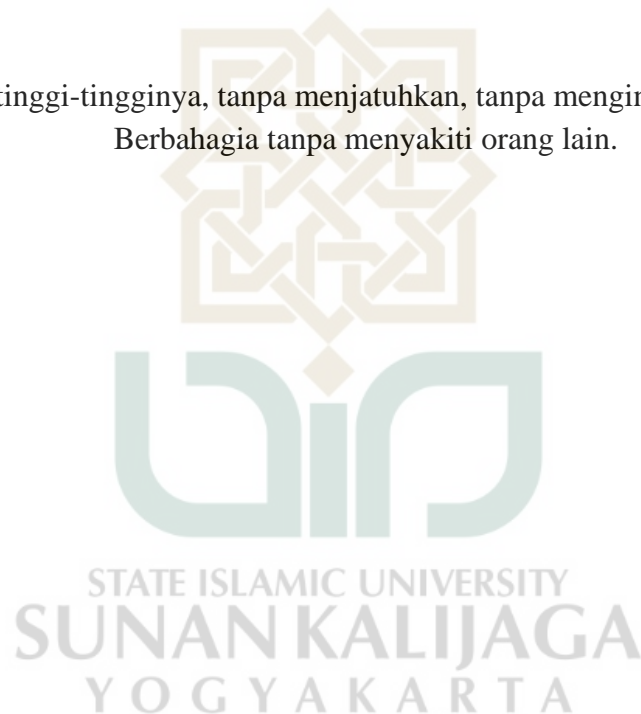 tinggi-tingginya, tanpa menjatuhkan, tanpa
Berbahagia tanpa menyakiti orang lain.
STATE ISLAMIC UNIVERSITY
SUNAN KALIJAGA
YOGYAKARTA